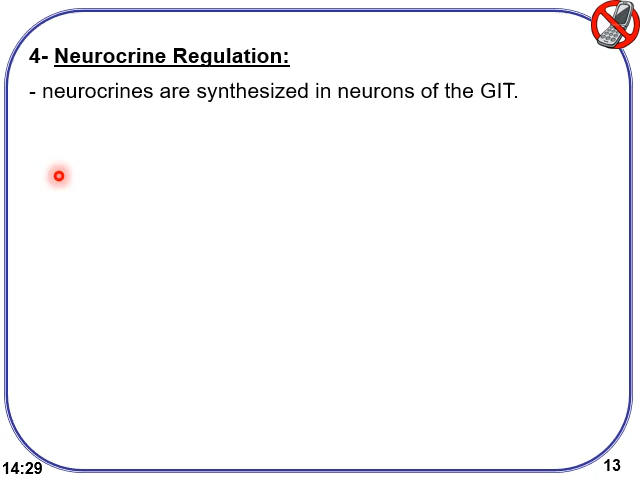 4- Neurocrine Regulation:
- neurocrines are synthesized in neurons of the GIT.
14:29
13